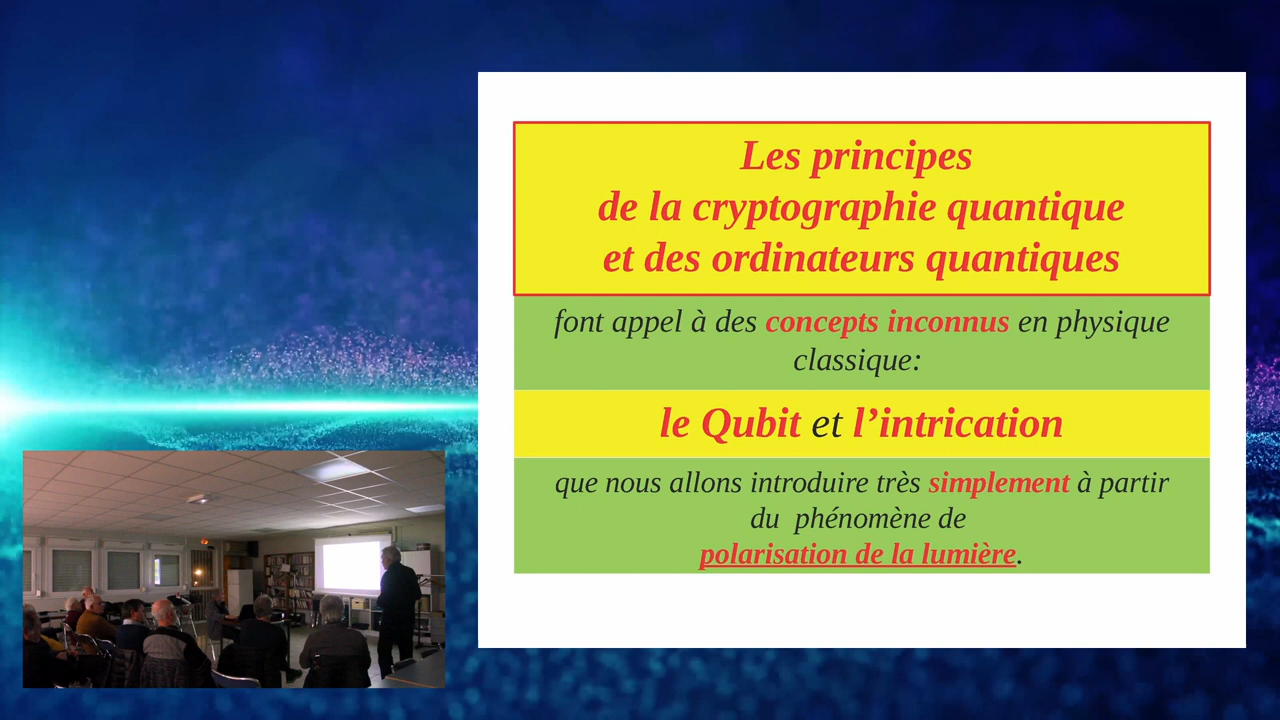 Les principes
de la cryptographie quantique
et des ordinateurs quantiques
font appel à des concepts inconnus en physique
classique:
le Qubit et l’intrication
que nous allons introduire très simplement à partir
du  phénomène de
polarisation de la lumière.